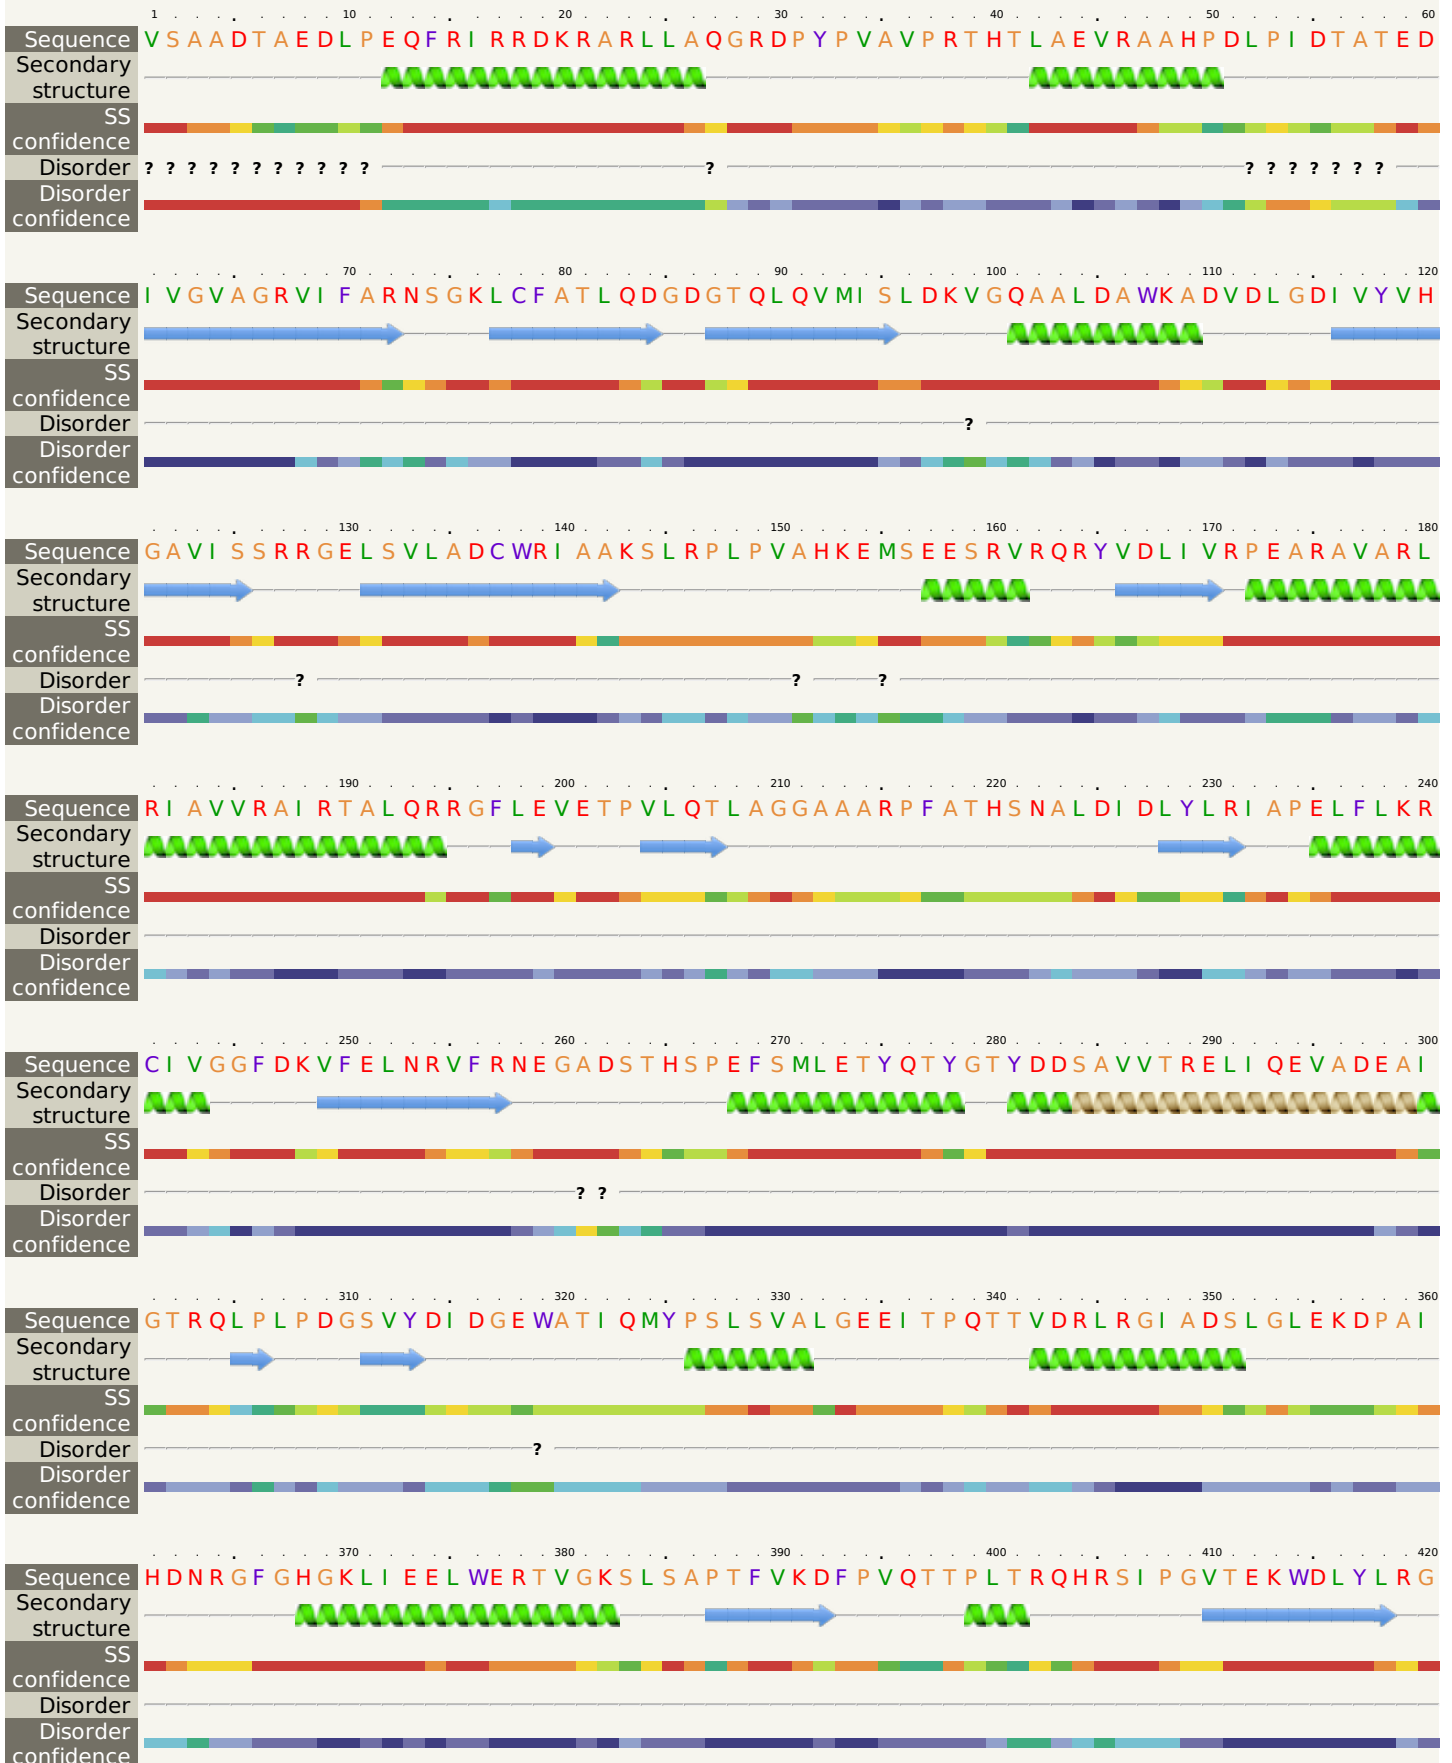 1 10 20 30 40 50 60
Sequence V S A A D T A E D L P E Q F R I R R D K R A R L L A Q G R D P Y P V A V P R T H T L A E V R A A H P D L P I D T A T E D
Secondary
structure
SS
confidence
Disorder ? ? ? ? ? ? ? ? ? ? ? ? ? ? ? ? ? ? ?
Disorder
confidence
70 80 90 100 110 120
Sequence I V G V A G R V I F A R N S G K L C F A T L Q D G D G T Q L Q V M I S L D K V G Q A A L D A W K A D V D L G D I V Y V H
Secondary
structure
SS
confidence
Disorder ?
Disorder
confidence
130 140 150 160 170 180
Sequence G A V I S S R R G E L S V L A D C W R I A A K S L R P L P V A H K E M S E E S R V R Q R Y V D L I V R P E A R A V A R L
Secondary
structure
SS
confidence
Disorder ? ? ?
Disorder
confidence
190 200 210 220 230 240
Sequence R I A V V R A I R T A L Q R R G F L E V E T P V L Q T L A G G A A A R P F A T H S N A L D I D L Y L R I A P E L F L K R
Secondary
structure
SS
confidence
Disorder
Disorder
confidence
250 260 270 280 290 300
Sequence C I V G G F D K V F E L N R V F R N E G A D S T H S P E F S M L E T Y Q T Y G T Y D D S A V V T R E L I Q E V A D E A I
Secondary
structure
SS
confidence
Disorder ? ?
Disorder
confidence
310 320 330 340 350 360
Sequence G T R Q L P L P D G S V Y D I D G E W A T I Q M Y P S L S V A L G E E I T P Q T T V D R L R G I A D S L G L E K D P A I
Secondary
structure
SS
confidence
Disorder ?
Disorder
confidence
370 380 390 400 410 420
Sequence H D N R G F G H G K L I E E L W E R T V G K S L S A P T F V K D F P V Q T T P L T R Q H R S I P G V T E K W D L Y L R G
Secondary
structure
SS
confidence
Disorder
Disorder
confidence